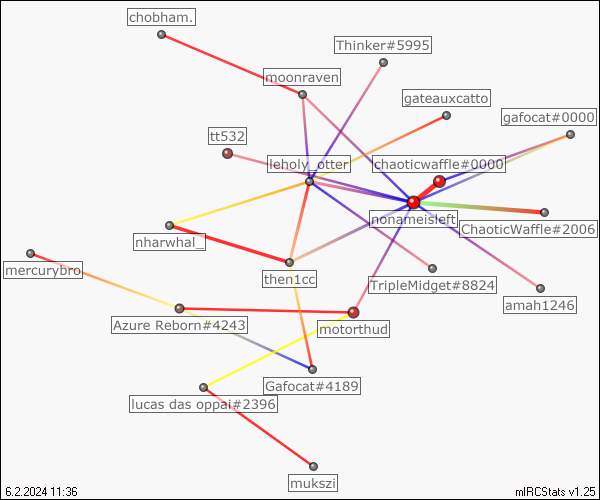 chobham.
Thinker#5995
moonraven
gateauxcatto
gafocat#0000
tt532
leholy_otter
chaoticwaffle#0000
nonameisleft
ChaoticWaffle#2006
nharwhal_
mercurybro
then1cc
TripleMidget#8824
amah1246
Azure Reborn#4243
motorthud
Gafocat#4189
lucas das oppai#2396
mukszi
6.2.2024 11:36
mIRCStats v1.25